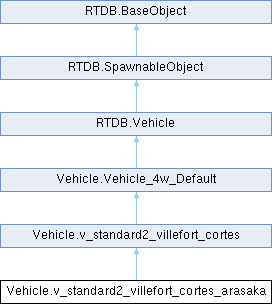 RTDB.BaseObject
RTDB.SpawnableObject
RTDB.Vehicle
Vehicle.Vehicle_4w_Default
Vehicle.v_standard2_villefort_cortes
Vehicle.v_standard2_villefort_cortes_arasaka